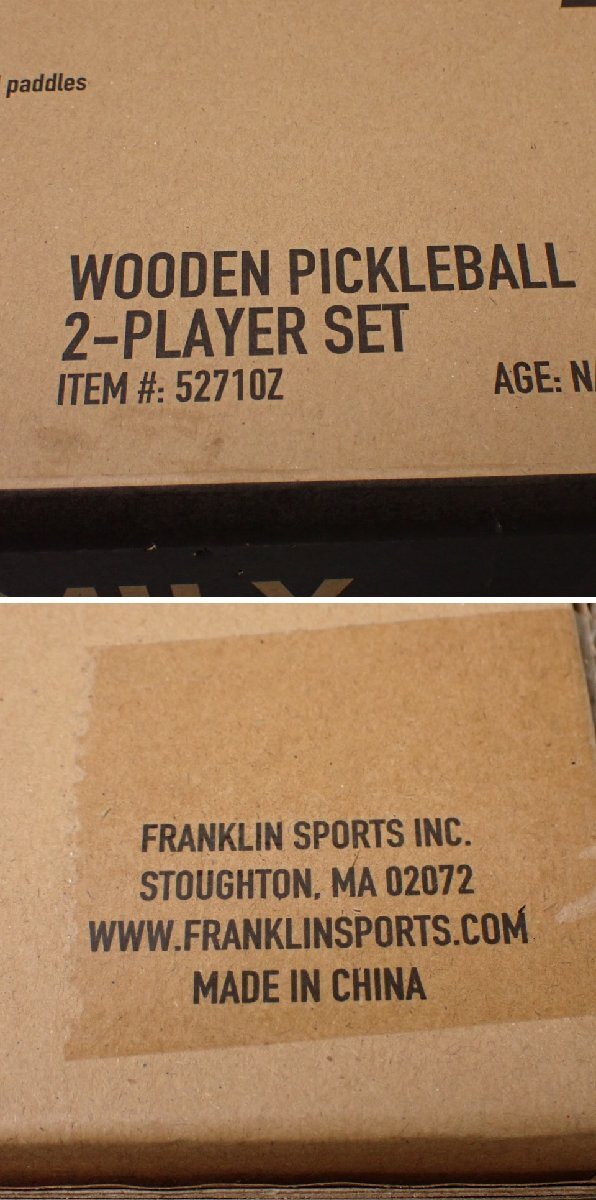 paddles
WOODEN PICKLEBALL
2-PLAYER SET
ITEM #: 52710Z
AGE:
FRANKLIN SPORTS INC.
STOUGHTON, MA 02072
WWW.FRANKLINSPORTS.COM
MADE IN CHINA